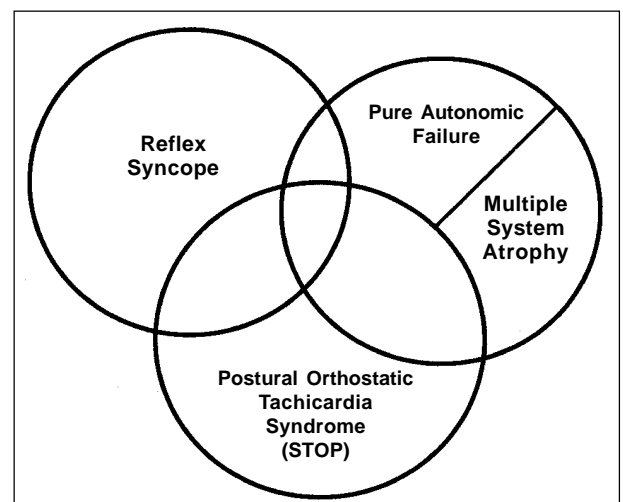 Reflex
Syncope
Pure Autonomic
Failure
Multiple
System
Atrophy
Postural Orthostatic
Tachicardia
Syndrome
(STOP)